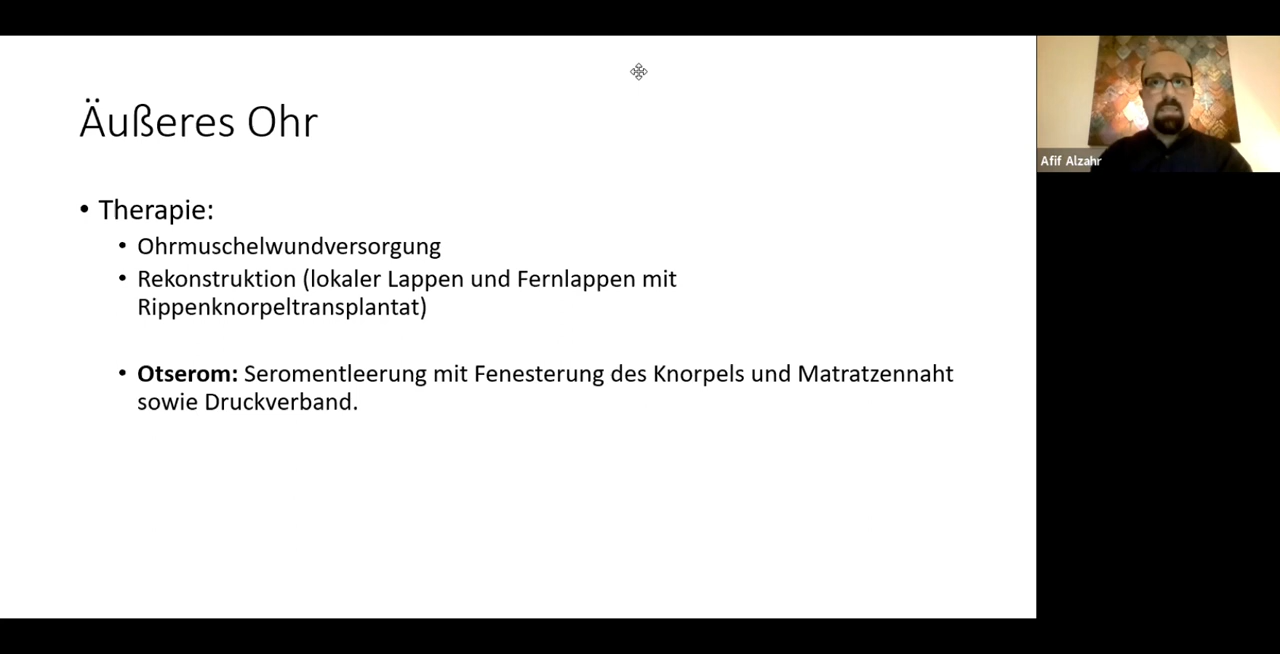 Äußeres Ohr
• Therapie:
• Ohrmuschelwundversorgung
• Rekonstruktion (lokaler Lappen und Fernlappen mit
Rippenknorpeltransplantat)
• Otserom: Seromentleerung mit Fenesterung des Knorpels und Matratzennaht
sowie Druckverband.
Afif Alzahr